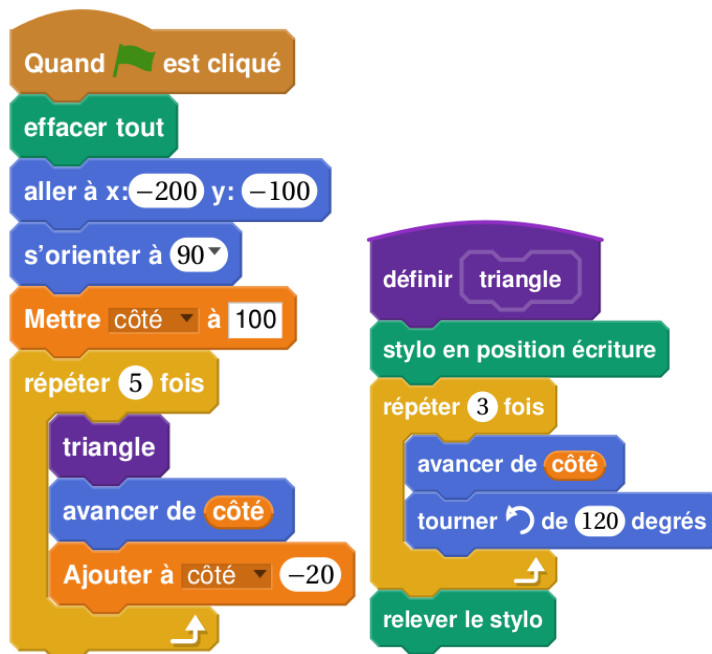 Quand est cliqué
effacer tout
aller à x: −200 y: −100
s'orienter à 90
Mettre côté à 100
répéter 5 fois
triangle
avancer de côté
Ajouter à côté −20
définir triangle
stylo en position écriture
répéter 3 fois
avancer de côté
tourner de 120 degrés
relever le stylo